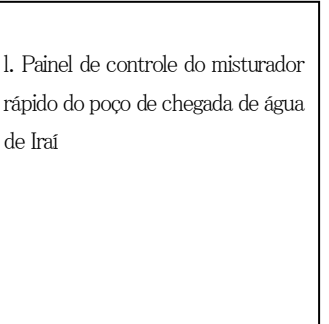 l. Painel de controle do misturador
rápido do poço de chegada de água
de Iraí